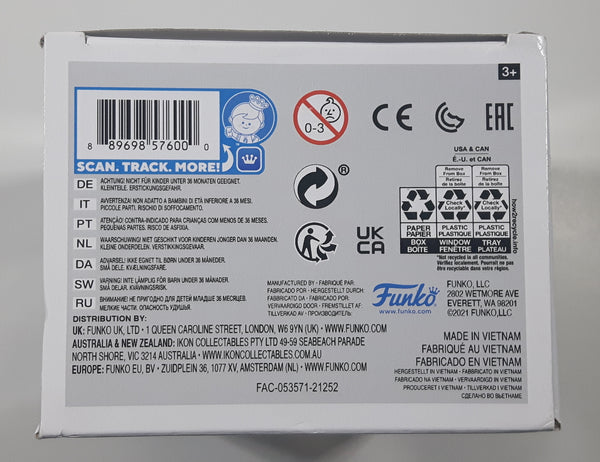 3+
8 89698 57600 0
SCAN. TRACK. MORE!
0-3
CE
EAC
®
UK
CA
USA & CAN
É.-U. et CAN
Remove
From Box
Retirez
de la boîte
Remove
From Box
Retirez
de la boîte
Check
Locally*
Check
Locally*
PAPER
PAPIER
PLASTIC
PLASTIQUE
PLASTIC
PLASTIQUE
BOX
BOÎTE
WINDOW
FENÊTRE
TRAY
PLATEAU
how2recycle.info
*Not recycled in all communities.
Vérifiez localement. Pourrait ne pas
être acceptée dans votre région.
DE ACHTUNG! NICHT FÜR KINDER UNTER 36 MONATEN GEEIGNET.
KLEINTEILE. ERSTICKUNGSGEFAHR.
IT AVVERTENZA: NON ADATTO A BAMBINI DI ETÀ INFERIORE A 36 MESI.
PICCOLE PARTI. RISCHIO DI SOFFOCAMENTO.
PT ATENÇÃO: CONTRA-INDICADO PARA CRIANÇAS COM MENOS DE 36 MESES.
PEQUENAS PARTES. RISCO DE ASFIXIA.
NL WAARSCHUWING! NIET GESCHIKT VOOR KINDEREN JONGER DAN 36 MAANDEN.
KLEINE ONDERDELEN. VERSTIKKINGSGEVAAR.
DA ADVARSEL! IKKE EGNET TIL BØRN UNDER 36 MÅNEDER.
SMÅ DELE. KVÆLNINGSFARE.
SW VARNING! INTE LÄMPLIG FÖR BARN UNDER 36 MÅNADER.
SMÅ DELAR. KVÄVNINGSRISK.
RU ВНИМАНИЕ! НЕ ПРИГОДНО ДЛЯ ДЕТЕЙ МЛАДШЕ 36 МЕСЯЦЕВ.
МЕЛКИЕ ЧАСТИ. ОПАСНОСТЬ УДУШЬЯ.
MANUFACTURED BY · FABRIQUÉ PAR:
FABRICADO POR · HERGESTELLT DURCH:
FABBRICATO DA · FABRICADO POR:
VERVAARDIGD DOOR · FREMSTILLET AF:
TILLVERKAD AV · ПРОИЗВОДИТЕЛЬ:
Funko®
www.funko.com
FUNKO, LLC
2802 WETMORE AVE
EVERETT, WA 98201
©2021 FUNKO,LLC
DISTRIBUTION BY:
UK: FUNKO UK, LTD · 1 QUEEN CAROLINE STREET, LONDON, W6 9YN (UK) · WWW.FUNKO.COM
AUSTRALIA & NEW ZEALAND: IKON COLLECTABLES PTY LTD 49-59 SEABEACH PARADE
NORTH SHORE, VIC 3214 AUSTRALIA · WWW.IKONCOLLECTABLES.COM.AU
EUROPE: FUNKO EU, BV · ZUIDPLEIN 36, 1077 XV, AMSTERDAM (NL) · WWW.FUNKO.COM
MADE IN VIETNAM
FABRIQUÉ AU VIETNAM
FABRICADO EN VIETNAM
HERGESTELLT IN VIETNAM · FABBRICATO IN VIETNAM
FABRICADO NA VIETNAM · VERVAARDIGD IN VIETNAM
PRODUCERET I VIETNAM · TILLVERKAD I VIETNAM
СДЕЛАНО ВО ВЬЕТНАМЕ
FAC-053571-21252